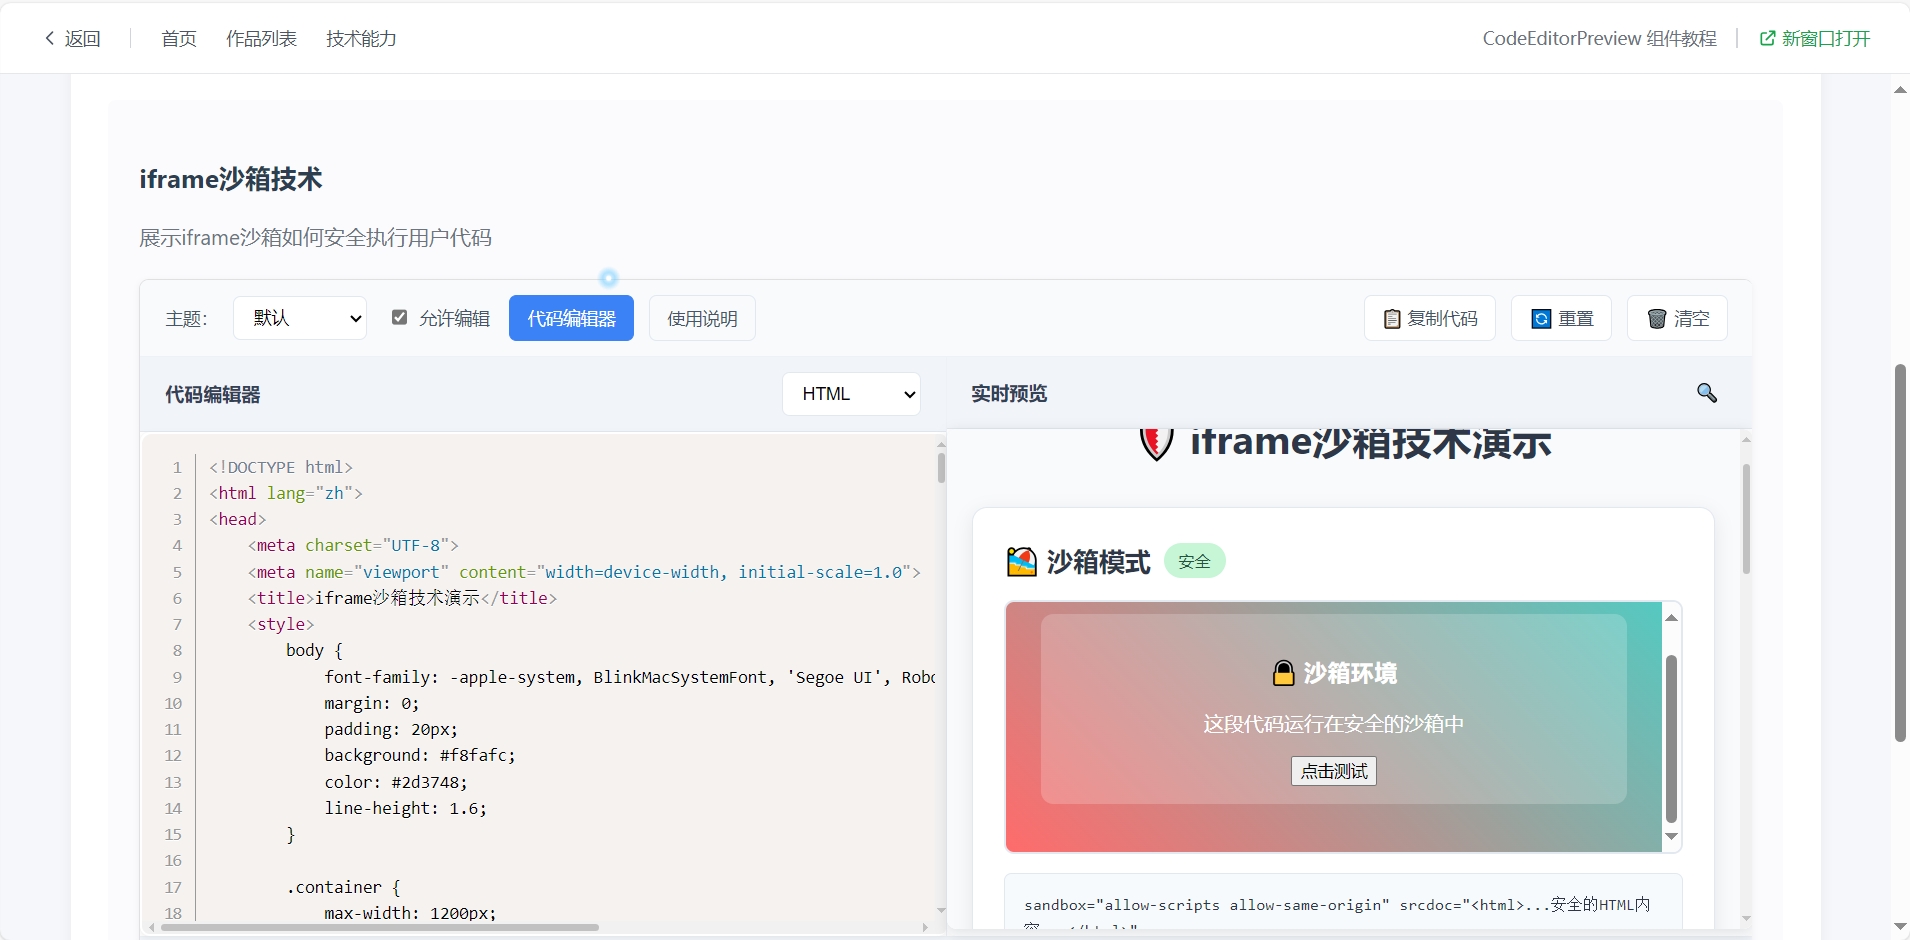 返回
首页
作品列表
技术能力
CodeEditorPreview 组件教程
新窗口打开
iframe沙箱技术
展示iframe沙箱如何安全执行用户代码
主题:
默认
允许编辑
代码编辑器
使用说明
复制代码
重置
清空
代码编辑器
HTML
1 <!DOCTYPE html>
2 <html lang="zh">
3 <head>
4 <meta charset="UTF-8">
5 <meta name="viewport" content="width=device-width, initial-scale=1.0">
6 <title>iframe沙箱技术演示</title>
7 <style>
8 body {
9 font-family: -apple-system, BlinkMacSystemFont, 'Segoe UI', Robo
10 margin: 0;
11 padding: 20px;
12 background: #f8fafc;
13 color: #2d3748;
14 line-height: 1.6;
15 }
16
17 .container {
18 max-width: 1200px;
实时预览
iframe沙箱技术演示
沙箱模式
安全
沙箱环境
这段代码运行在安全的沙箱中
点击测试
sandbox="allow-scripts allow-same-origin" srcdoc="<html>...安全的HTML内